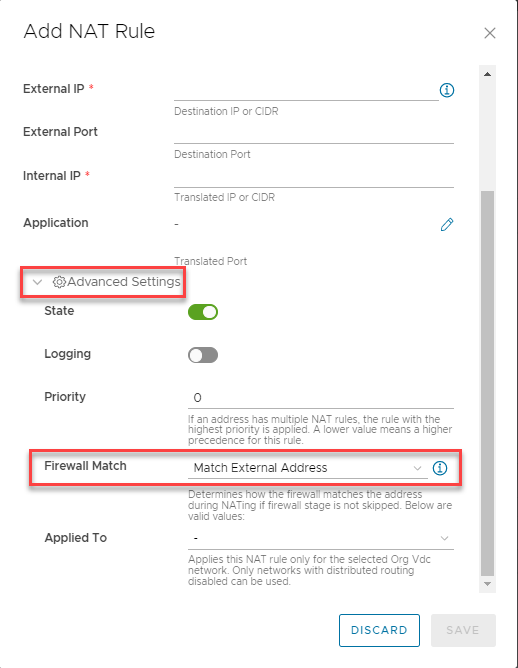 Add NAT Rule
External IP *
Destination IP or CIDR
External Port
Destination Port
Internal IP *
Translated IP or CIDR
Application
-
Translated Port
Advanced Settings
State
Logging
Priority
0
If an address has multiple NAT rules, the rule with the
highest priority is applied. A lower value means a higher
precedence for this rule.
Firewall Match
Match External Address
Determines how the firewall matches the address
during NATing if firewall stage is not skipped. Below are
valid values:
Applied To
-
Applies this NAT rule only for the selected Org Vdc
network. Only networks with distributed routing
disabled can be used.
DISCARD
SAVE